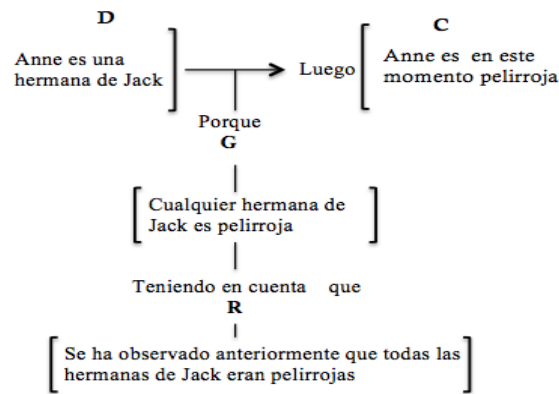 D
C
Anne es una
hermana de Jack
Luego
Anne es en este
momento pelirroja
Porque
G
Cualquier hermana de
Jack es pelirroja
Teniendo en cuenta que
R
Se ha observado anteriormente que todas las
hermanas de Jack eran pelirrojas